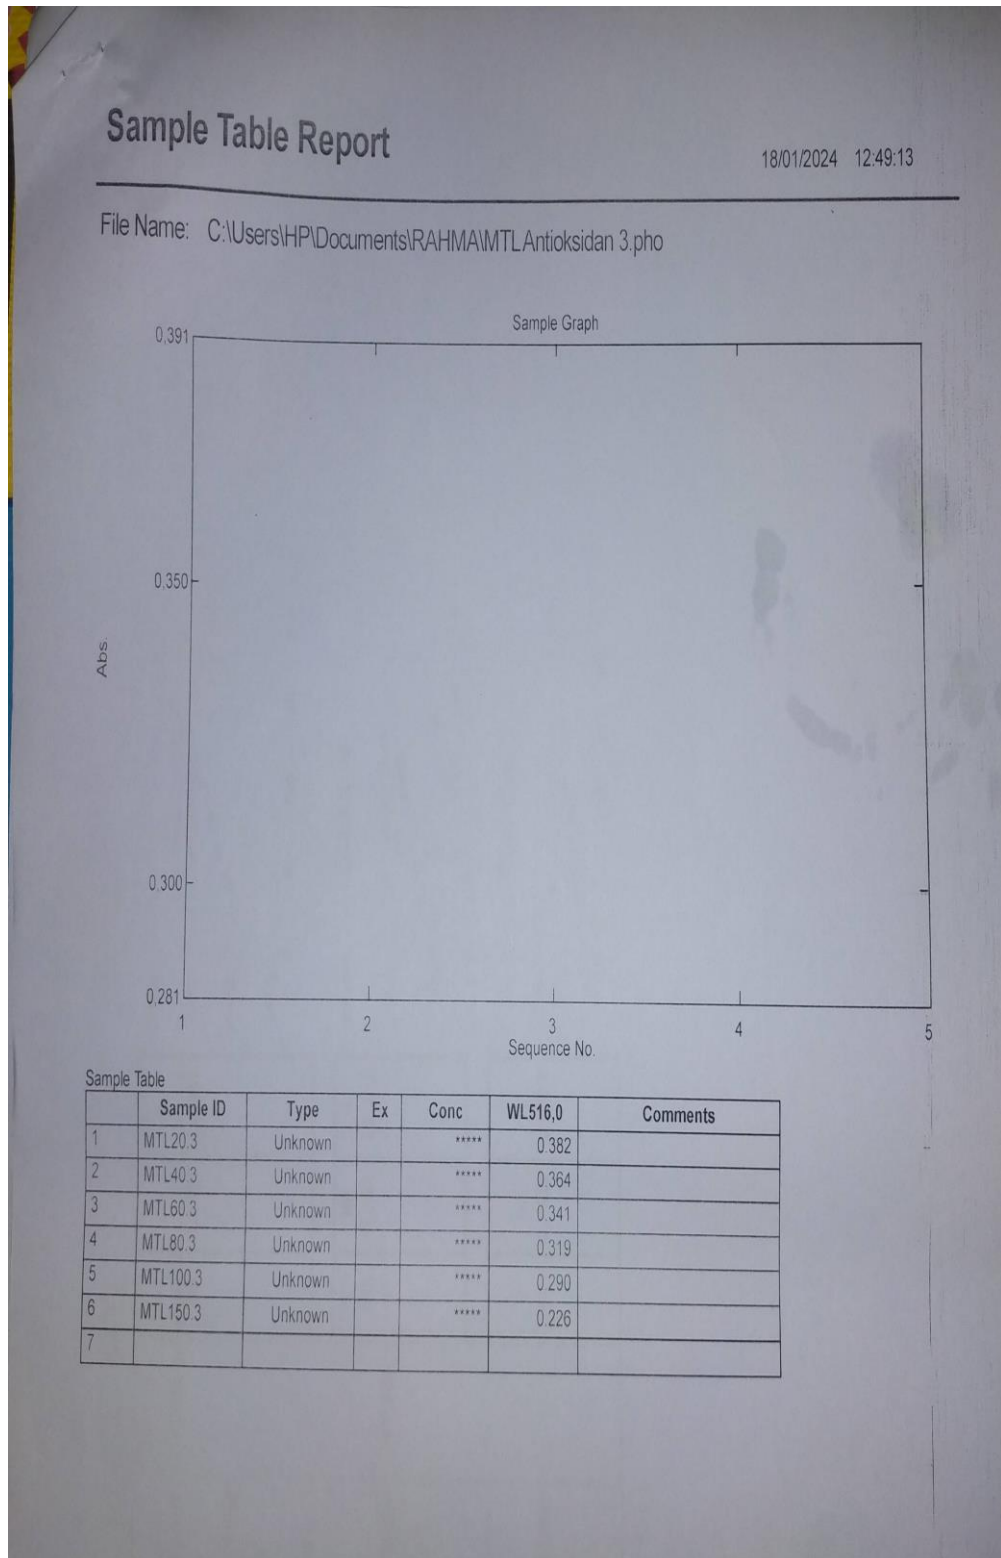 Sample Table Report
18/01/2024 12:49:13
File Name: C:\Users\HP\Documents\RAHMA\MTL Antioksidan 3.pho
Sample Graph
0,391
0,350
Abs.
0,300
0,281
1 2 3 4 5
Sequence No.
Sample Table
Sample ID Type Ex Conc WL516,0 Comments
1 MTL20.3 Unknown ***** 0.382
2 MTL40.3 Unknown ***** 0.364
3 MTL60.3 Unknown ***** 0.341
4 MTL80.3 Unknown ***** 0.319
5 MTL100.3 Unknown ***** 0.290
6 MTL150.3 Unknown ***** 0.226
7